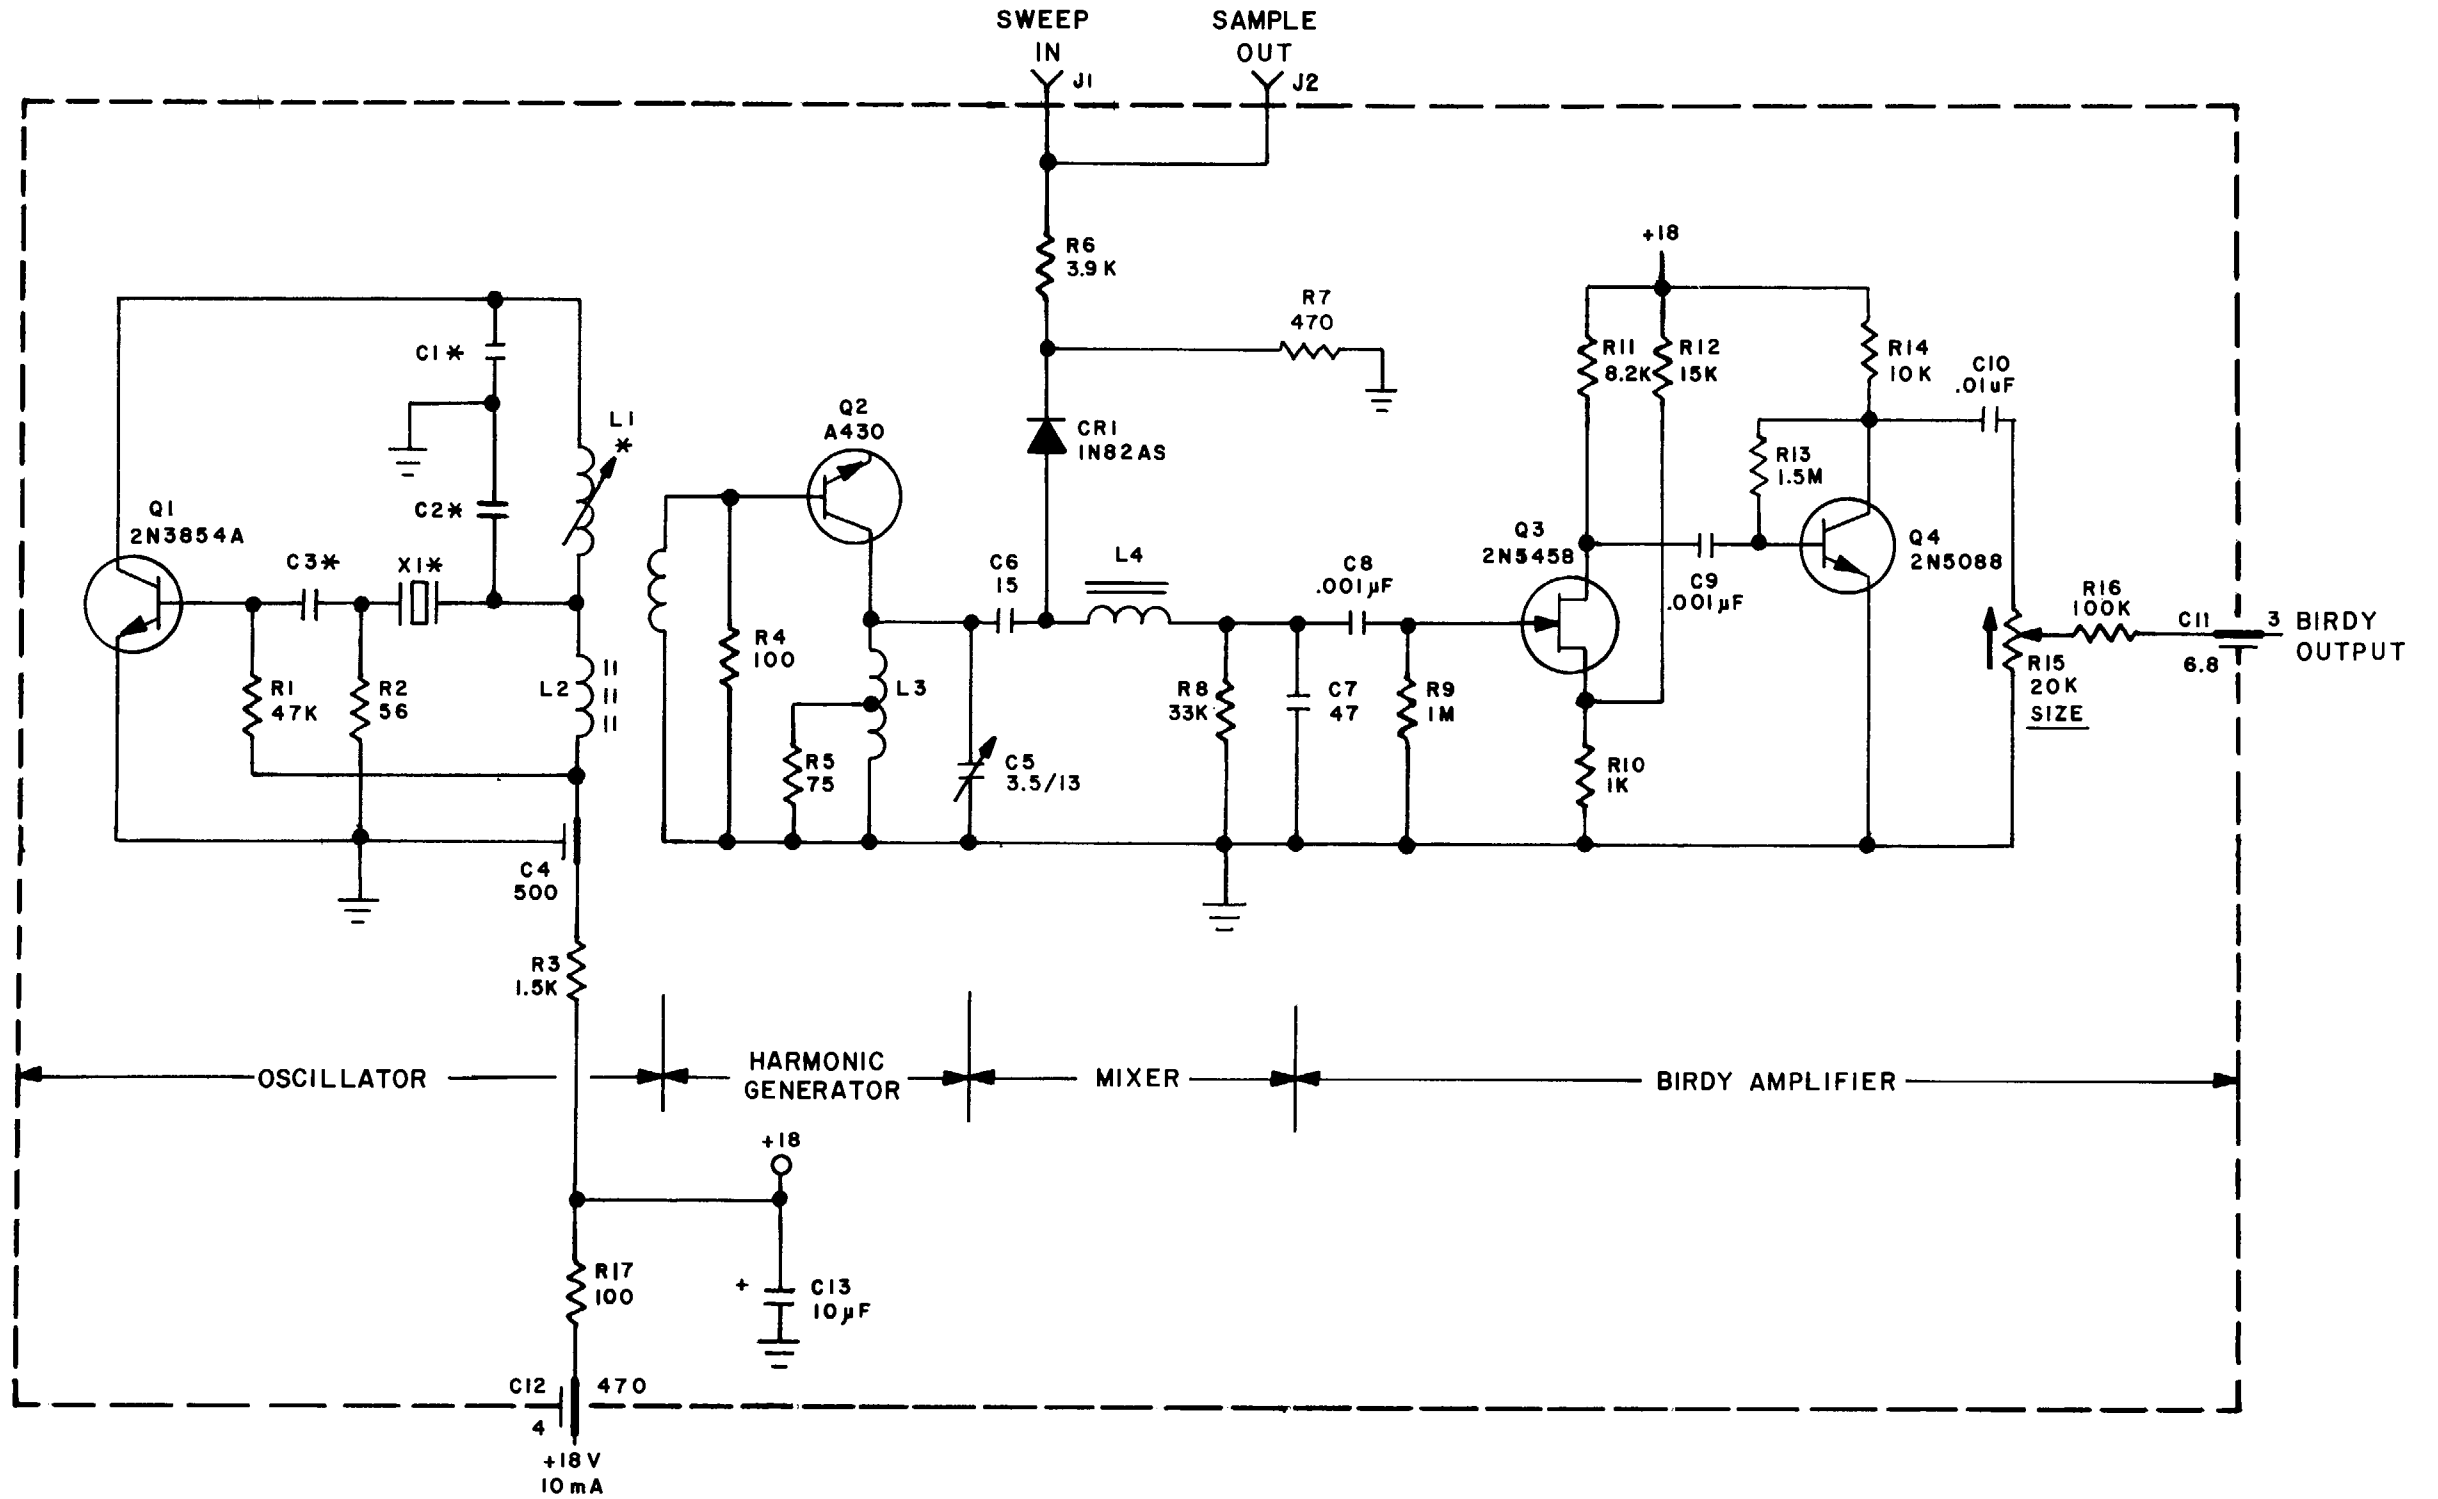 SWEEP
IN
J1
SAMPLE
OUT
J2
R6
3.9K
R7
470
+18
C1*
L1
*
C2*
Q1
2N3854A
C3*
X1*
Q2
A430
CR1
1N82AS
R11
8.2K
R12
15K
R14
10K
C10
.01uF
R13
1.5M
Q3
2N5458
Q4
2N5088
C9
.001µF
C6
15
L4
C8
.001µF
R16
100K
C11
6.8
3
BIRDY
OUTPUT
R4
100
R1
47K
R2
56
L2
L3
R5
75
C5
3.5/13
R8
33K
C7
47
R9
1M
R10
1K
R15
20K
SIZE
C4
500
R3
1.5K
OSCILLATOR
HARMONIC
GENERATOR
MIXER
BIRDY AMPLIFIER
+18
R17
100
+
C13
10µF
C12
470
4
+18V
10mA